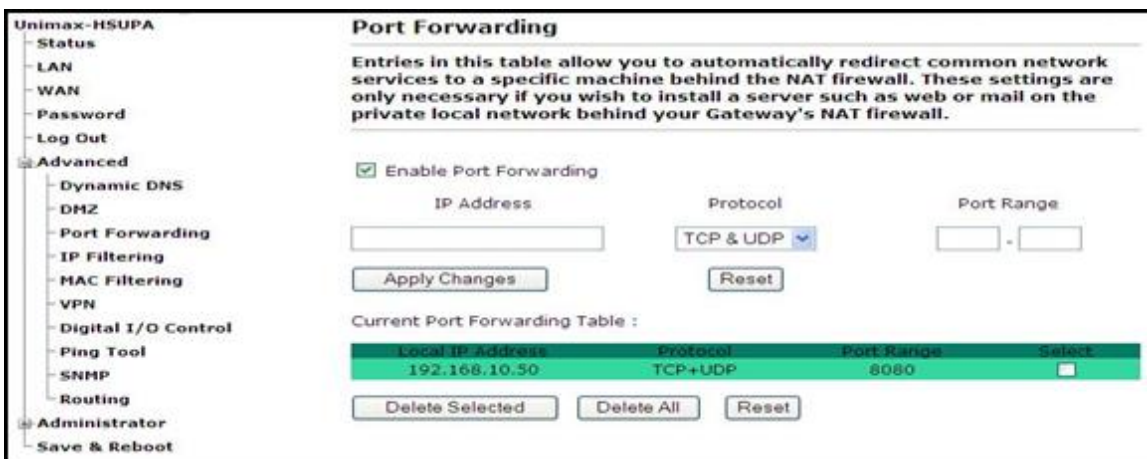 Unimax-HSUPA
Status
LAN
WAN
Password
Log Out
Advanced
Dynamic DNS
DMZ
Port Forwarding
IP Filtering
MAC Filtering
VPN
Digital I/O Control
Ping Tool
SNMP
Routing
Administrator
Save & Reboot
Port Forwarding
Entries in this table allow you to automatically redirect common network
services to a specific machine behind the NAT firewall. These settings are
only necessary if you wish to install a server such as web or mail on the
private local network behind your Gateway's NAT firewall.
Enable Port Forwarding
IP Address Protocol Port Range
TCP & UDP -
Apply Changes Reset
Current Port Forwarding Table :
Local IP Address Protocol Port Range Select
192.168.10.50 TCP+UDP 8080
Delete Selected Delete All Reset